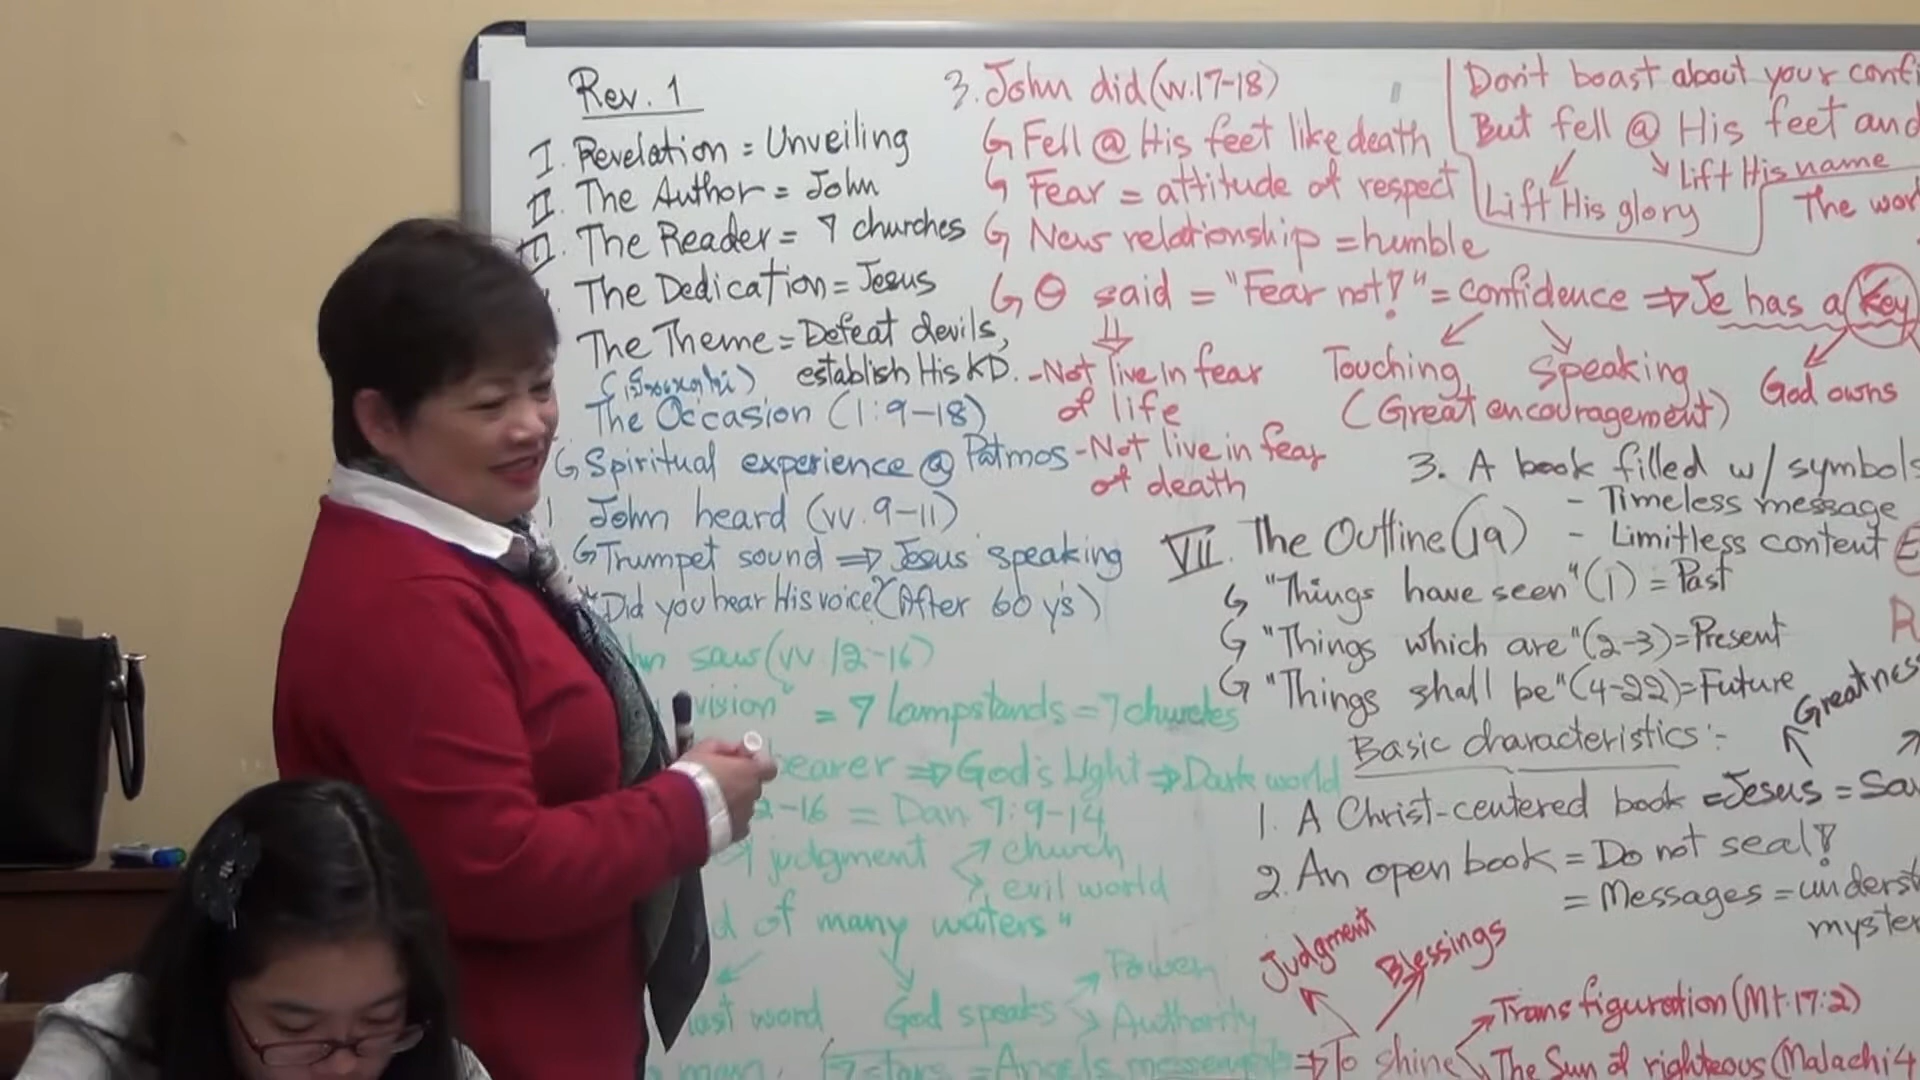 Rev. 1
I. Revelation = Unveiling
II. The Author = John
III. The Reader = 7 churches
The Dedication = Jesus
The Theme = Defeat devils,
establish His KD.
The Occasion (1:9-18)
Spiritual experience @ Patmos
1. John heard (vv. 9-11)
Trumpet sound ⇒ Jesus speaking
*Did you hear His voice? (After 60 y's)
saw (vv 12-16)
vision" = 7 lampstands = 7 churches
bearer ⇒ God's Light ⇒ Dark world
2-16 = Dan 7:9-14
judgment church
evil world
of many waters"
last word God speaks Power
Authority
7 stars = Angels messengers ⇒ To shine
3. John did (vv.17-18)
Fell @ His feet like death
Fear = attitude of respect
New relationship = humble
Θ said = "Fear not!" = confidence ⇒ Je has a key
- Not live in fear
of life
- Not live in fear
of death
Touching Speaking
(Great encouragement)
God owns
Don't boast about your
But fell @ His feet and
Lift His name
Lift His glory
The
3. A book filled w/ symbols
- Timeless message
- Limitless content
VII. The Outline (19)
"Things have seen" (1) = Past
"Things which are" (2-3) = Present
"Things shall be" (4-22) = Future
Greatness
Basic characteristics :-
1. A Christ-centered book = Jesus =
2. An open book = Do not seal!
= Messages =
Judgment
Blessings
Transfiguration (Mt. 17:2)
The Sun of righteous (Malachi 4